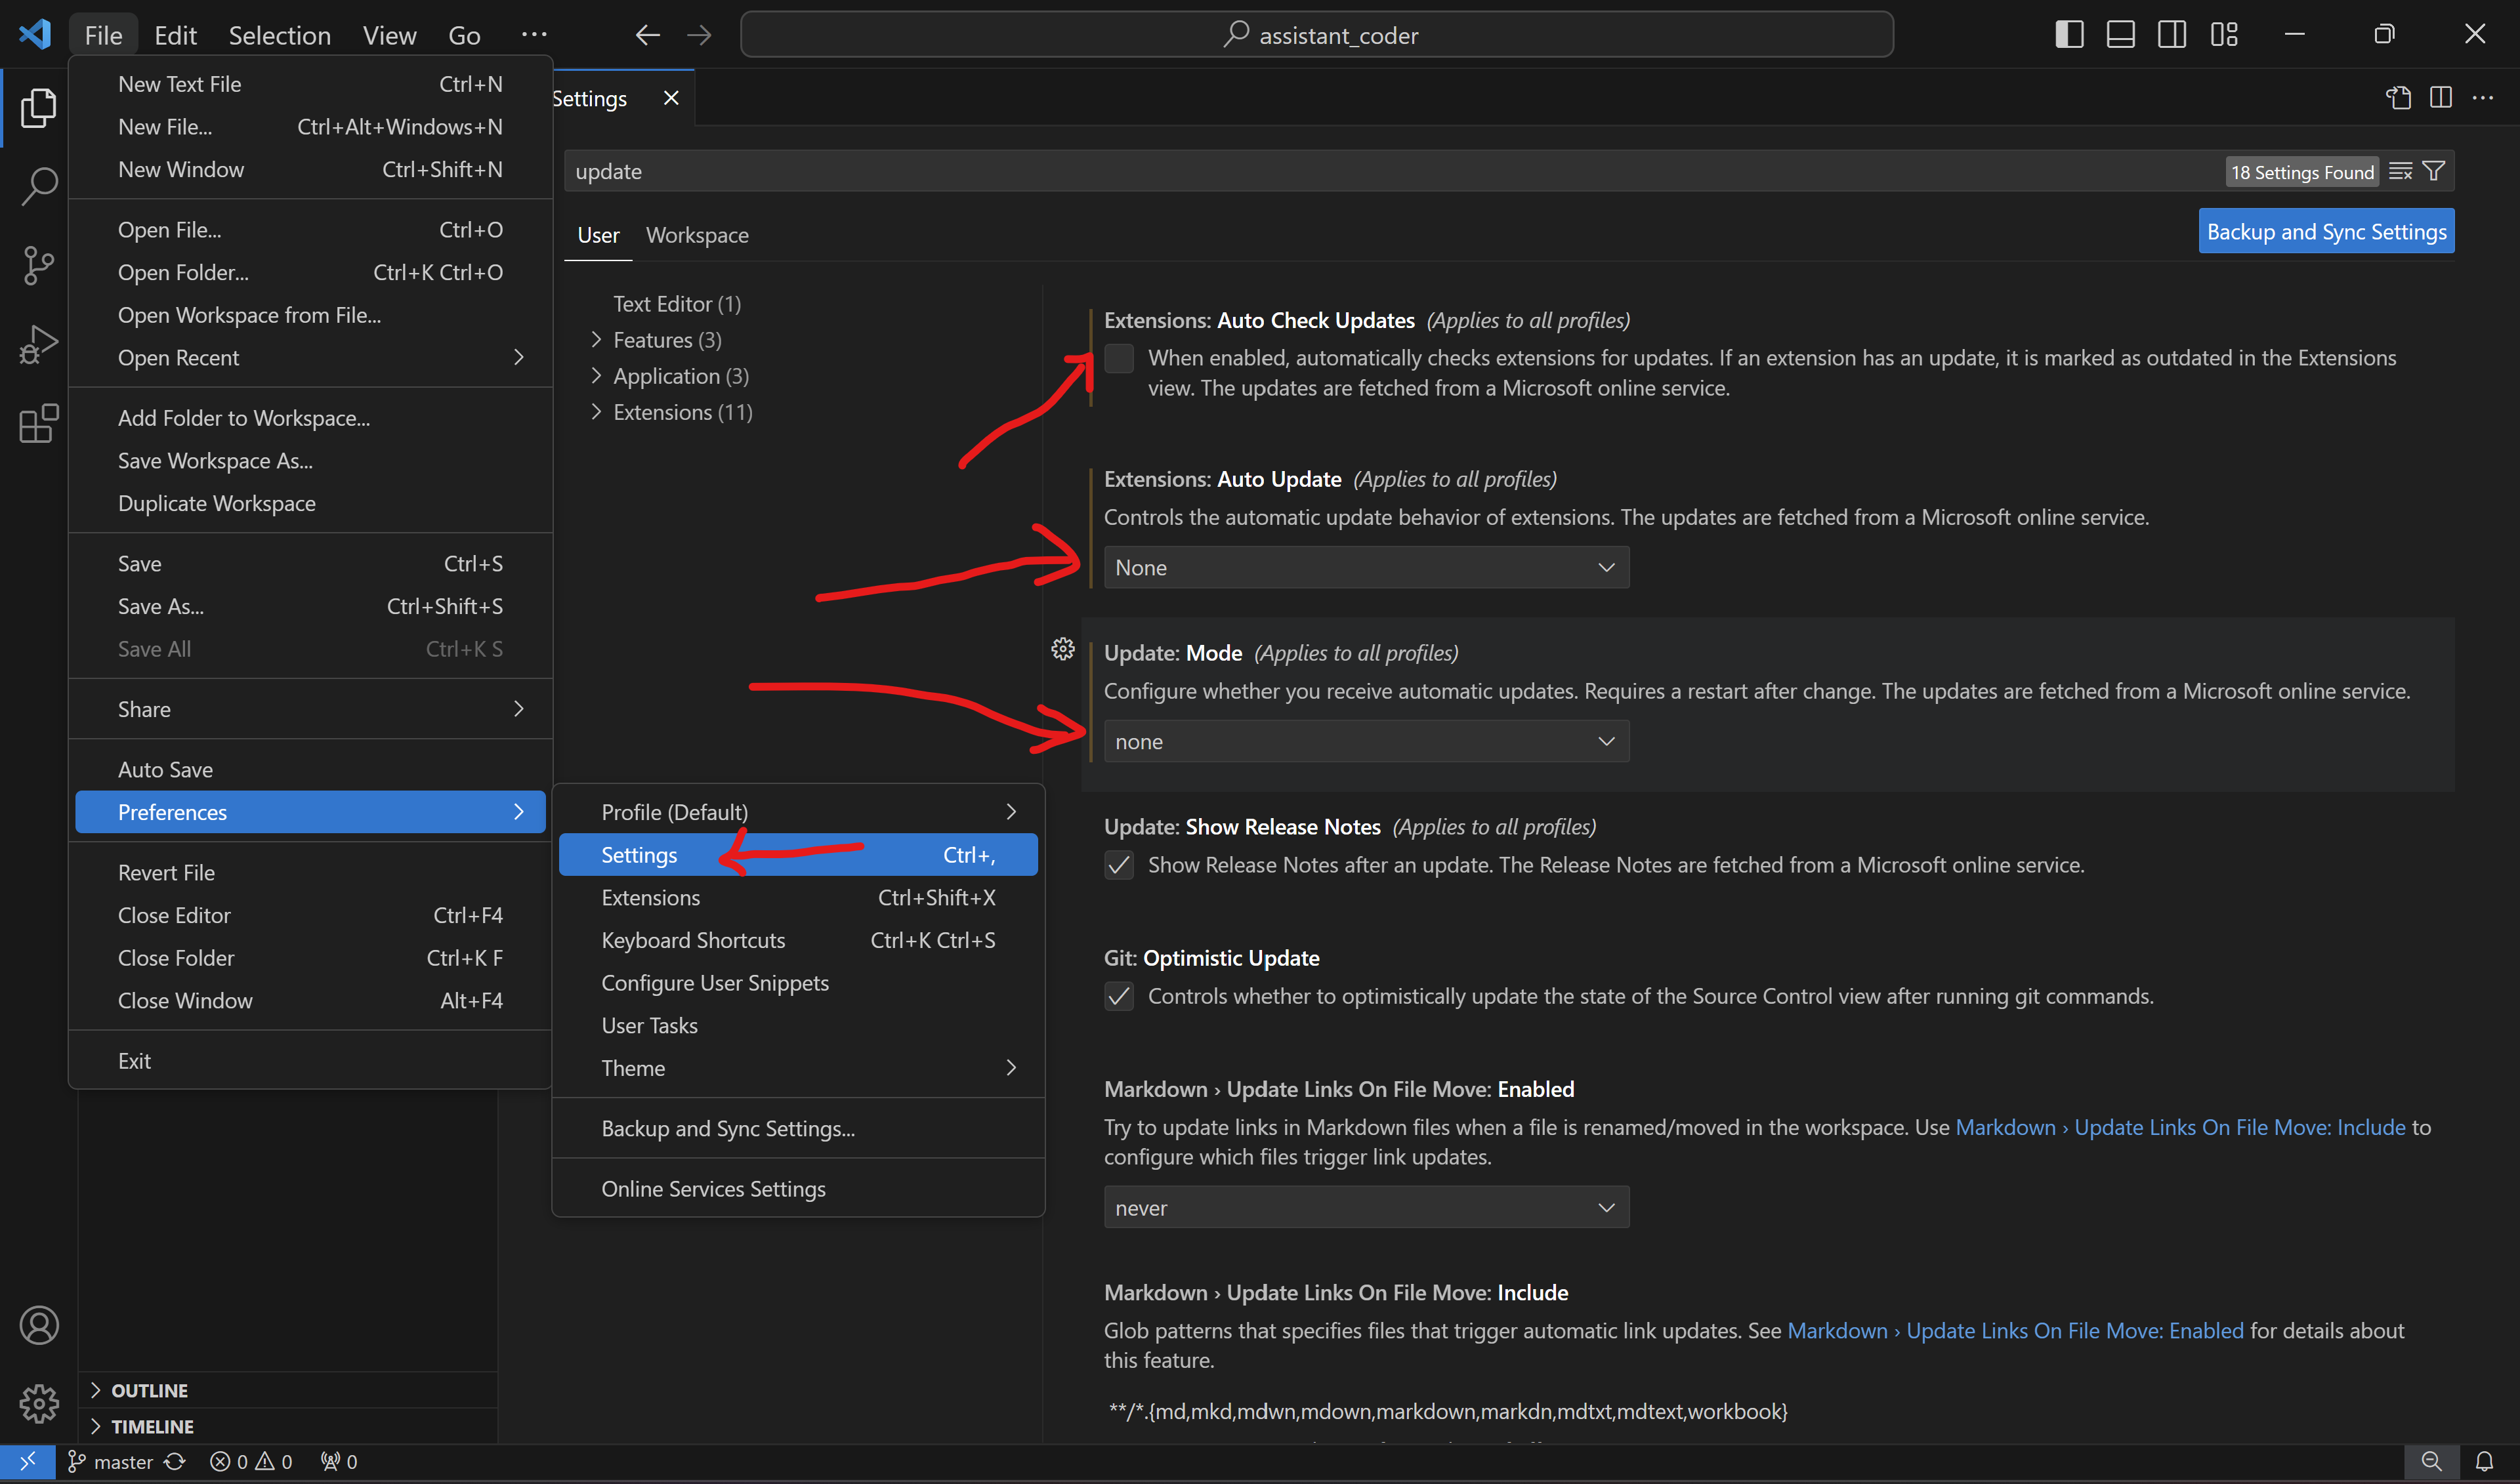 File Edit Selection View Go ···
assistant_coder
New Text File Ctrl+N
New File... Ctrl+Alt+Windows+N
New Window Ctrl+Shift+N
Open File... Ctrl+O
Open Folder... Ctrl+K Ctrl+O
Open Workspace from File...
Open Recent
Add Folder to Workspace...
Save Workspace As...
Duplicate Workspace
Save Ctrl+S
Save As... Ctrl+Shift+S
Save All Ctrl+K S
Share
Auto Save
Preferences
Revert File
Close Editor Ctrl+F4
Close Folder Ctrl+K F
Close Window Alt+F4
Exit
Profile (Default)
Settings Ctrl+,
Extensions Ctrl+Shift+X
Keyboard Shortcuts Ctrl+K Ctrl+S
Configure User Snippets
User Tasks
Theme
Backup and Sync Settings...
Online Services Settings
Settings
update
18 Settings Found
User Workspace
Backup and Sync Settings
Text Editor (1)
Features (3)
Application (3)
Extensions (11)
Extensions: Auto Check Updates (Applies to all profiles)
When enabled, automatically checks extensions for updates. If an extension has an update, it is marked as outdated in the Extensions
view. The updates are fetched from a Microsoft online service.
Extensions: Auto Update (Applies to all profiles)
Controls the automatic update behavior of extensions. The updates are fetched from a Microsoft online service.
None
Update: Mode (Applies to all profiles)
Configure whether you receive automatic updates. Requires a restart after change. The updates are fetched from a Microsoft online service.
none
Update: Show Release Notes (Applies to all profiles)
Show Release Notes after an update. The Release Notes are fetched from a Microsoft online service.
Git: Optimistic Update
Controls whether to optimistically update the state of the Source Control view after running git commands.
Markdown › Update Links On File Move: Enabled
Try to update links in Markdown files when a file is renamed/moved in the workspace. Use Markdown › Update Links On File Move: Include to
configure which files trigger link updates.
never
Markdown › Update Links On File Move: Include
Glob patterns that specifies files that trigger automatic link updates. See Markdown › Update Links On File Move: Enabled for details about
this feature.
**/*.{md,mkd,mdwn,mdown,markdown,markdn,mdtxt,mdtext,workbook}
OUTLINE
TIMELINE
master 0 0 0